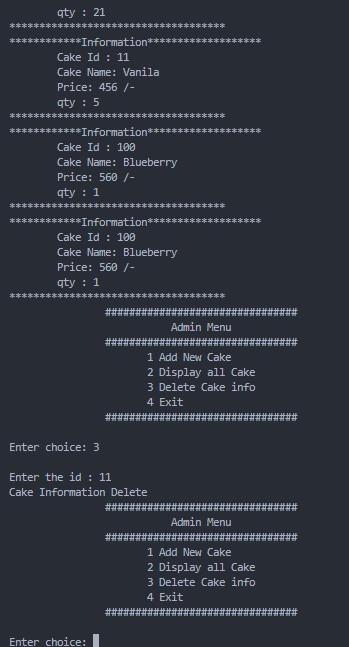 qty : 21
************************************
************Information*******************
Cake Id : 11
Cake Name: Vanila
Price: 456 /-
qty : 5
************************************
************Information*******************
Cake Id : 100
Cake Name: Blueberry
Price: 560 /-
qty : 1
************************************
************Information*******************
Cake Id : 100
Cake Name: Blueberry
Price: 560 /-
qty : 1
************************************
################################
Admin Menu
################################
1 Add New Cake
2 Display all Cake
3 Delete Cake info
4 Exit
################################
Enter choice: 3
Enter the id : 11
Cake Information Delete
################################
Admin Menu
################################
1 Add New Cake
2 Display all Cake
3 Delete Cake info
4 Exit
################################
Enter choice: